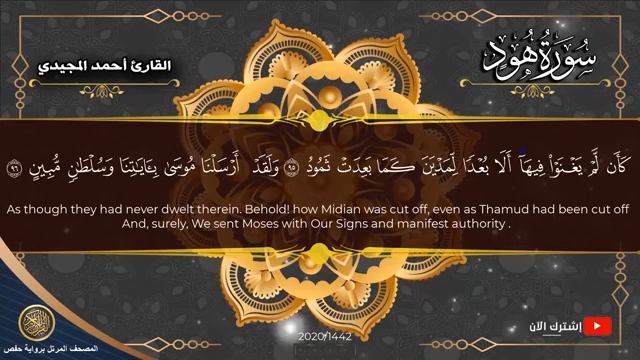 القارئ أحمد المجيدي
سورة هود
كَأَن لَّمْ يَغْنَوْا۟ فِيهَآ ۗ أَلَا بُعْدًا لِّمَدْيَنَ كَمَا بَعِدَتْ ثَمُودُ ٩٥ وَلَقَدْ أَرْسَلْنَا مُوسَىٰ بِـَٔايَـٰتِنَا وَسُلْطَـٰنٍ مُّبِينٍ ٩٦
As though they had never dwelt therein. Behold! how Midian was cut off, even as Thamud had been cut off
And, surely, We sent Moses with Our Signs and manifest authority .
إشترك الآن
2020/1442
المصحف المرتل برواية حفص